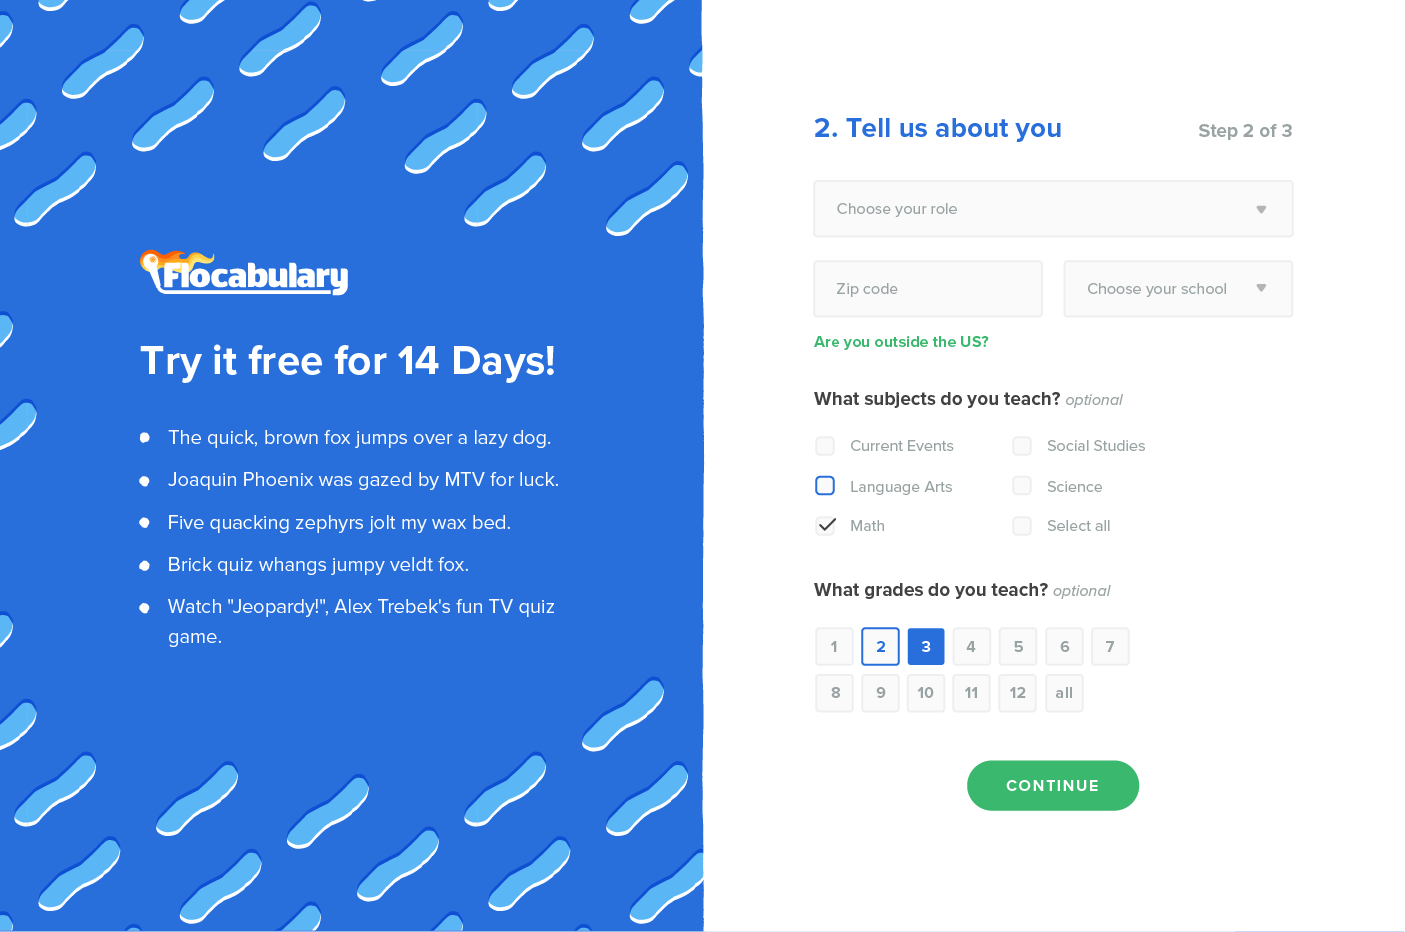 Flocabulary
Try it free for 14 Days!
The quick, brown fox jumps over a lazy dog.
Joaquin Phoenix was gazed by MTV for luck.
Five quacking zephyrs jolt my wax bed.
Brick quiz whangs jumpy veldt fox.
Watch "Jeopardy!", Alex Trebek's fun TV quiz
game.
2. Tell us about you
Step 2 of 3
Choose your role
Zip code
Choose your school
Are you outside the US?
What subjects do you teach? optional
Current Events
Social Studies
Language Arts
Science
Math
Select all
What grades do you teach? optional
1 2 3 4 5 6 7
8 9 10 11 12 all
CONTINUE